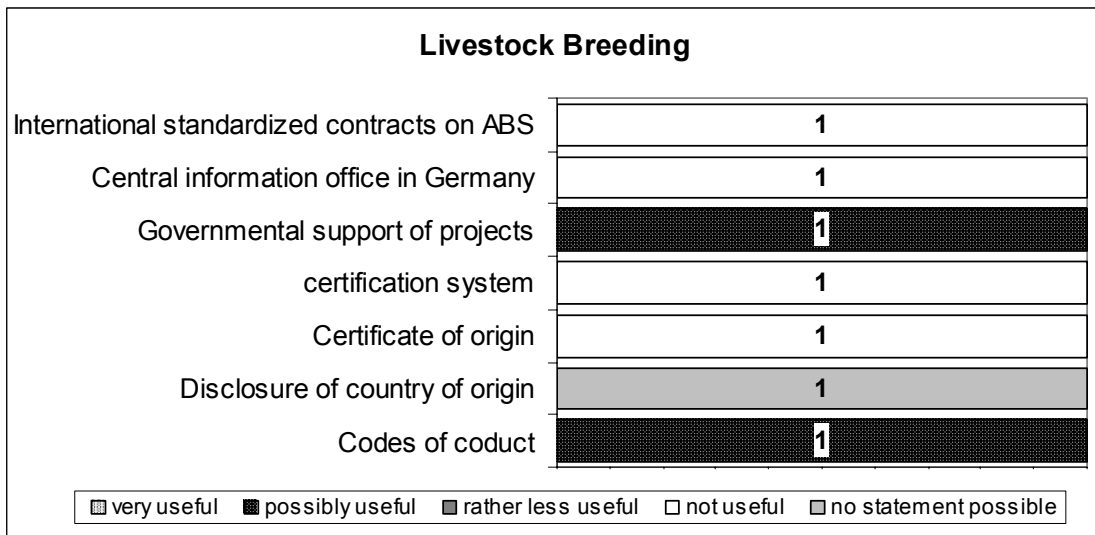 Livestock Breeding
International standardized contracts on ABS 1
Central information office in Germany 1
Governmental support of projects 1
certification system 1
Certificate of origin 1
Disclosure of country of origin 1
Codes of coduct 1
very useful possibly useful rather less useful not useful no statement possible